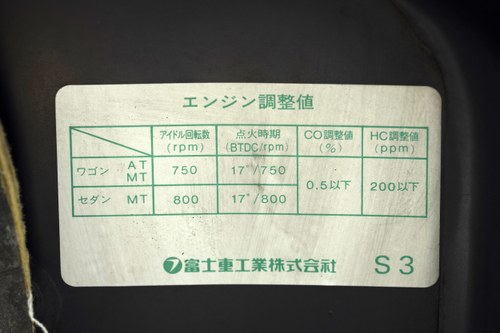 エンジン調整値
アイドル回転数 点火時期 CO調整値 HC調整値
(rpm) (BTDC/rpm) (%) (ppm)
ワゴン AT MT 750 17°/750 0.5以下 200以下
セダン MT 800 17°/800
フ富士重工業株式会社 S3